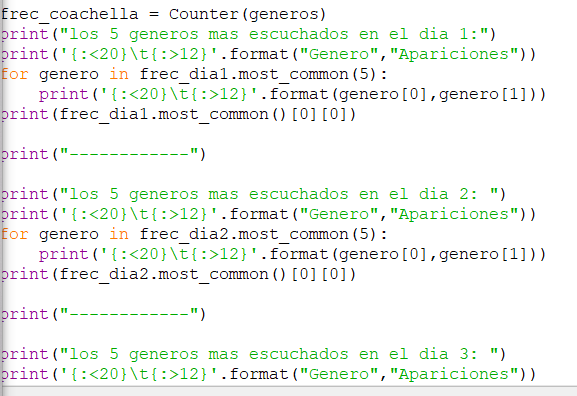 frec_coachella = Counter(generos)
print("los 5 generos mas escuchados en el dia 1:")
print('{:<20}\t{:>12}'.format("Genero","Apariciones"))
for genero in frec_dia1.most_common(5):
    print('{:<20}\t{:>12}'.format(genero[0],genero[1]))
print(frec_dia1.most_common()[0][0])
print("------------")
print("los 5 generos mas escuchados en el dia 2: ")
print('{:<20}\t{:>12}'.format("Genero","Apariciones"))
for genero in frec_dia2.most_common(5):
    print('{:<20}\t{:>12}'.format(genero[0],genero[1]))
print(frec_dia2.most_common()[0][0])
print("------------")
print("los 5 generos mas escuchados en el dia 3: ")
print('{:<20}\t{:>12}'.format("Genero","Apariciones"))